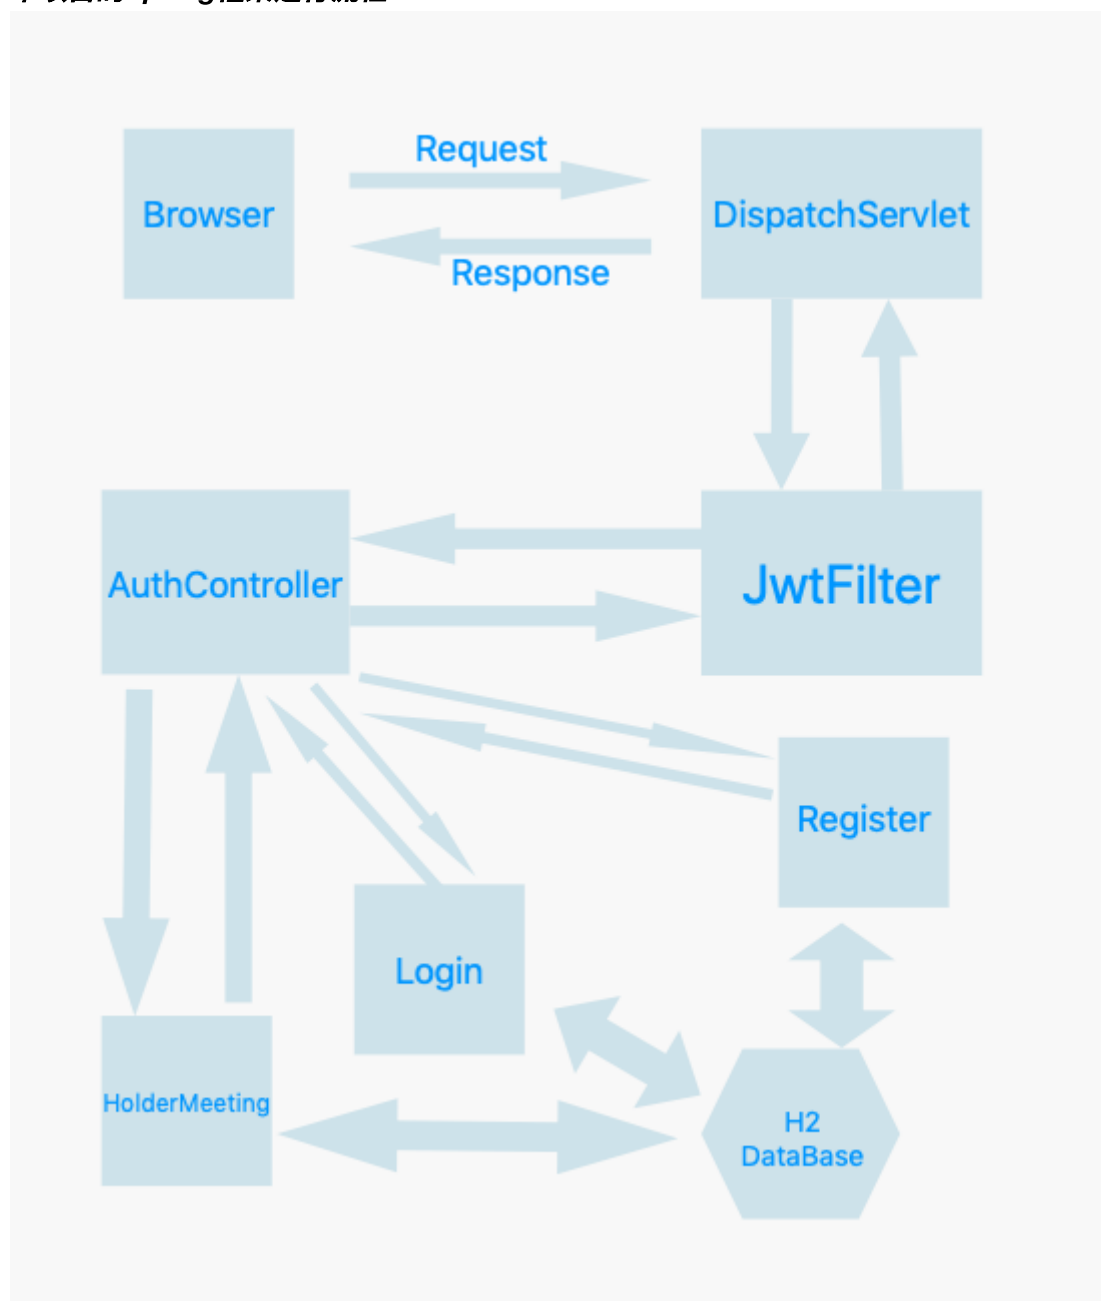 Request
Browser
DispatchServlet
Response
AuthController
JwtFilter
Register
Login
HolderMeeting
H2
DataBase